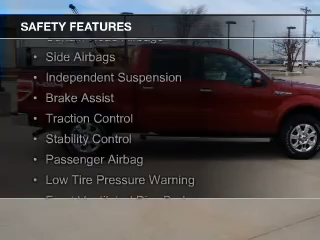 SAFETY FEATURES
• Side Airbags
• Independent Suspension
• Brake Assist
• Traction Control
• Stability Control
• Passenger Airbag
• Low Tire Pressure Warning